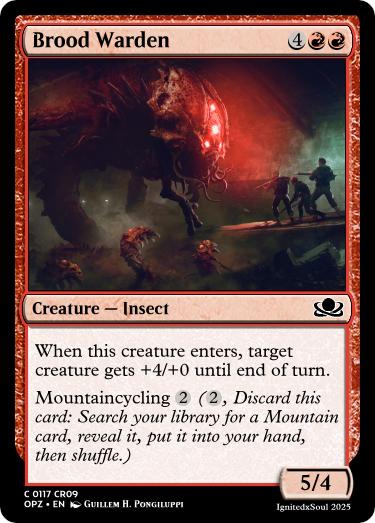 Brood Warden 4
Creature — Insect
When this creature enters, target
creature gets +4/+0 until end of turn.
Mountaincycling 2 (2, Discard this
card: Search your library for a Mountain
card, reveal it, put it into your hand,
then shuffle.)
5/4
C 0117 CR09
OPZ • EN Guillem H. Pongiluppi
IgnitedxSoul 2025